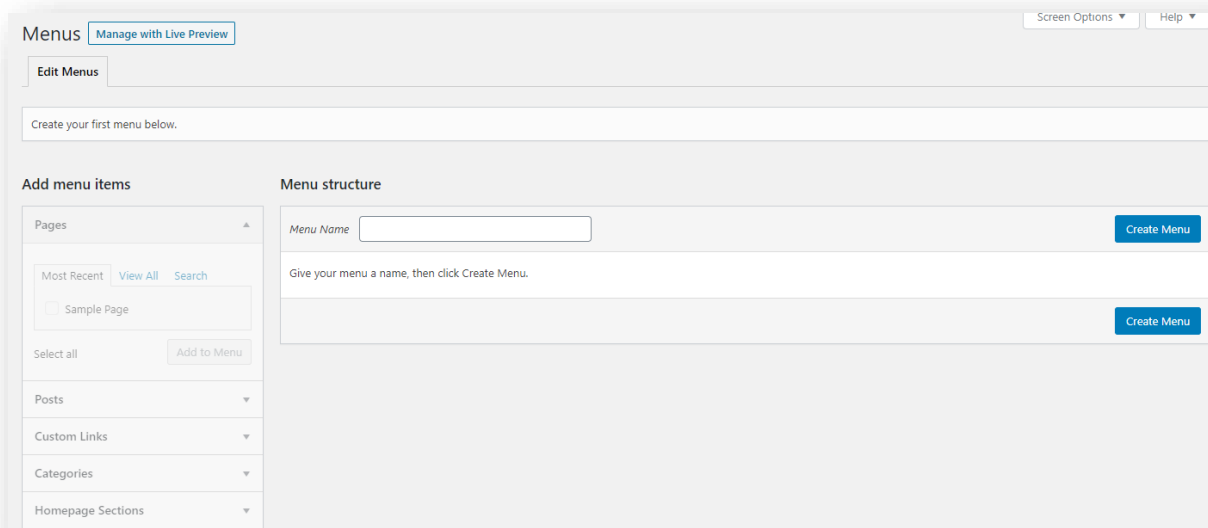 Screen Options ▼ Help ▼
Menus Manage with Live Preview
Edit Menus
Create your first menu below.
Add menu items
Menu structure
Pages
Most Recent View All Search
Sample Page
Select all Add to Menu
Posts
Custom Links
Categories
Homepage Sections
Menu Name Create Menu
Give your menu a name, then click Create Menu.
Create Menu